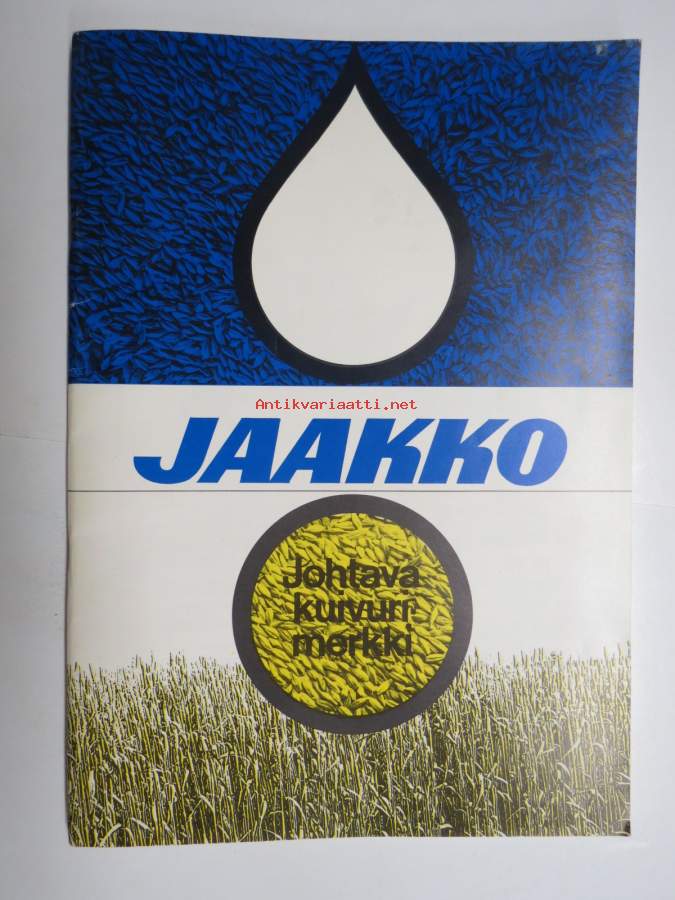 Antikvariaatti.net
JAAKKO
Johtava
kuivuri
merkki